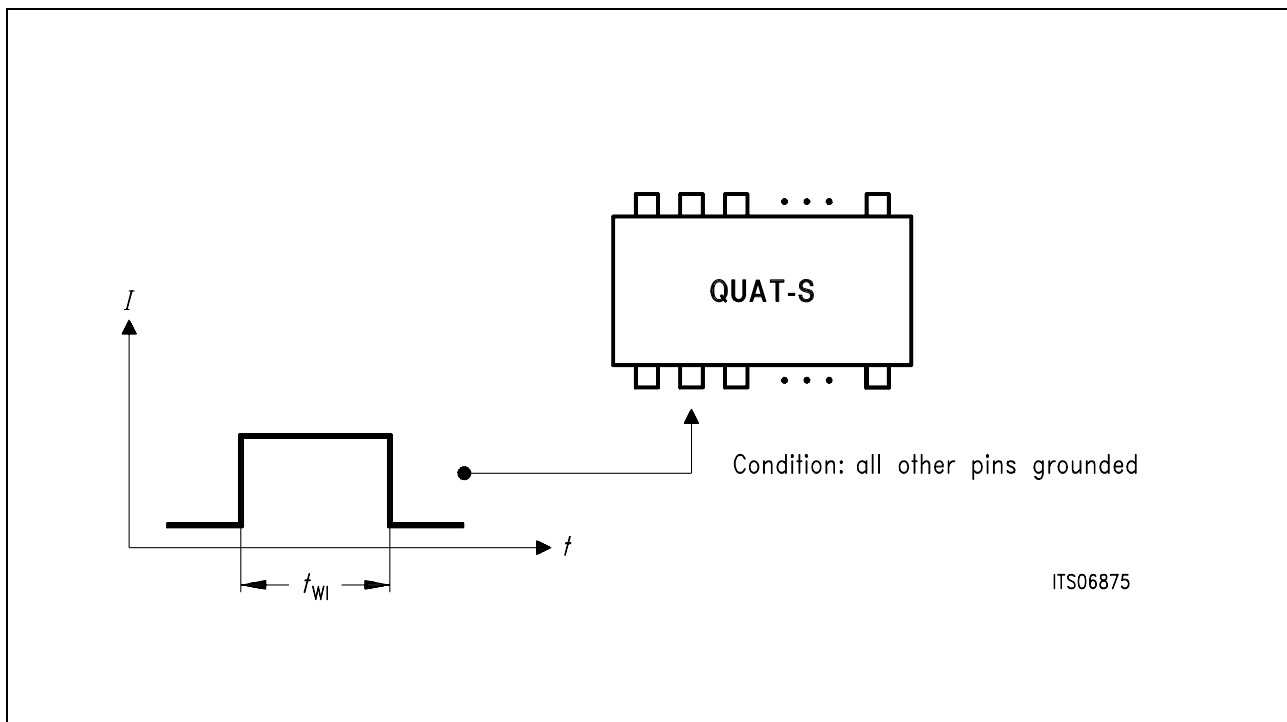 QUAT-S
I
Condition: all other pins grounded
t
tWI
ITS06875